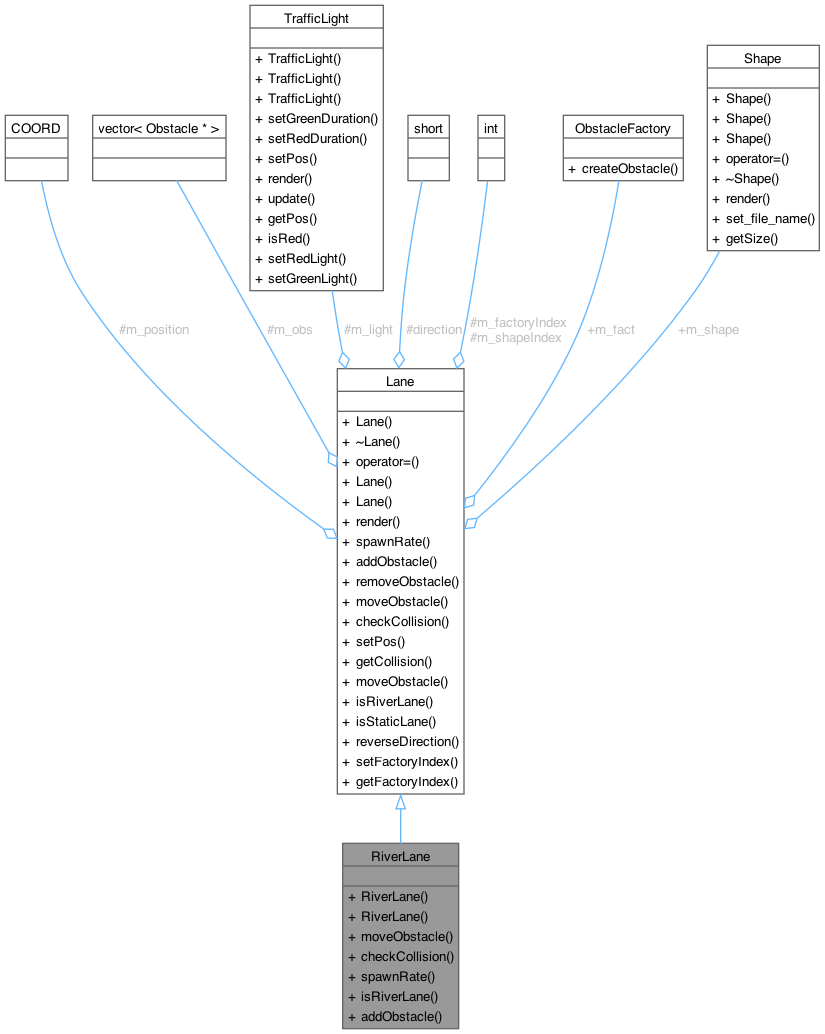 TrafficLight
+ TrafficLight()
+ TrafficLight()
+ TrafficLight()
+ setGreenDuration()
+ setRedDuration()
+ setPos()
+ render()
+ update()
+ getPos()
+ isRed()
+ setRedLight()
+ setGreenLight()
Shape
+ Shape()
+ Shape()
+ Shape()
+ operator=()
+ ~Shape()
+ render()
+ set_file_name()
+ getSize()
COORD
vector< Obstacle * >
short
int
ObstacleFactory
+ createObstacle()
#m_position
#m_obs
#m_light
#direction
#m_factoryIndex
#m_shapeIndex
+m_fact
+m_shape
Lane
+ Lane()
+ ~Lane()
+ operator=()
+ Lane()
+ Lane()
+ render()
+ spawnRate()
+ addObstacle()
+ removeObstacle()
+ moveObstacle()
+ checkCollision()
+ setPos()
+ getCollision()
+ moveObstacle()
+ isRiverLane()
+ isStaticLane()
+ reverseDirection()
+ setFactoryIndex()
+ getFactoryIndex()
RiverLane
+ RiverLane()
+ RiverLane()
+ moveObstacle()
+ checkCollision()
+ spawnRate()
+ isRiverLane()
+ addObstacle()